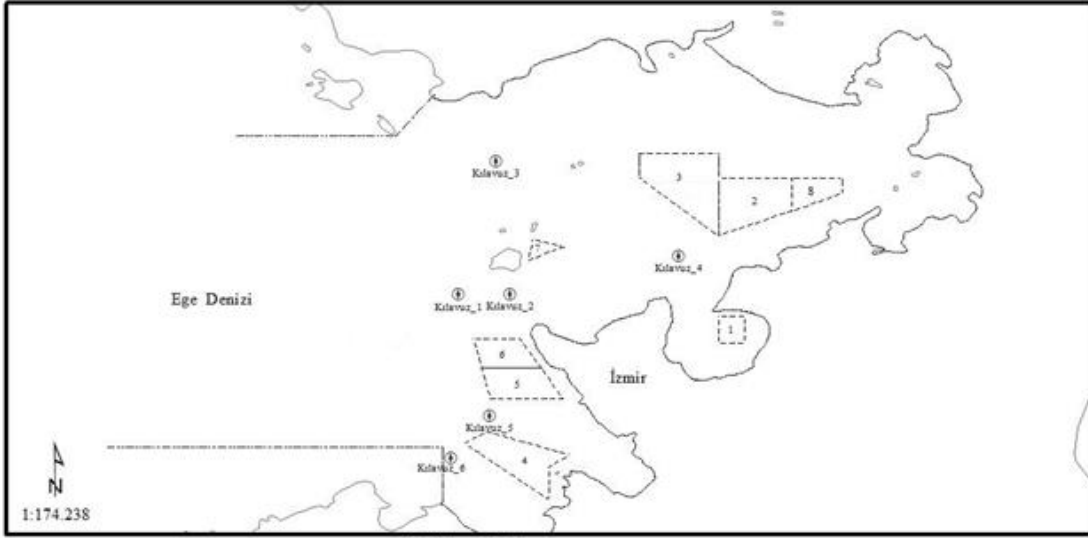 Kılavuz_3
3
2
8
7
Kılavuz_4
Ege Denizi
Kılavuz_1
Kılavuz_2
1
6
İzmir
5
Kılavuz_5
4
Kılavuz_6
N
1:174.238